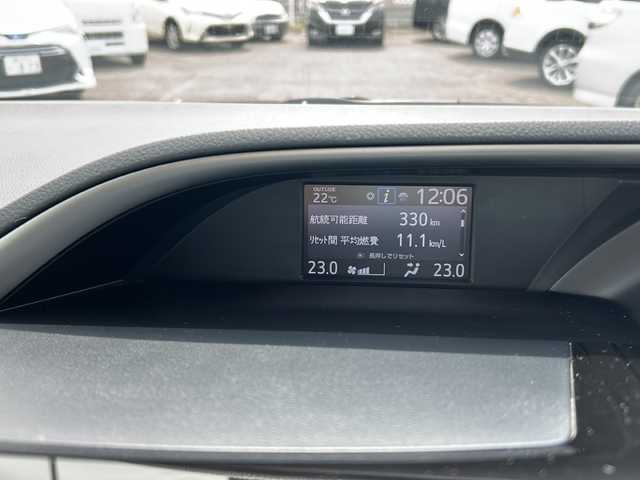 OUTSIDE
22℃ i 12:06
航続可能距離 330 km
リセット間 平均燃費 11.1 km/L
長押しでリセット
23.0 23.0